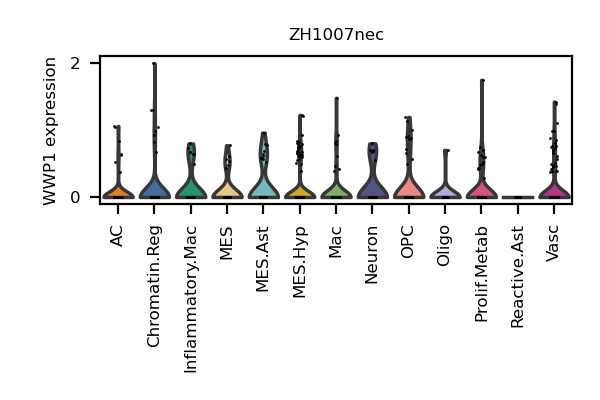 ZH1007nec
WWP1 expression
2
0
AC
Chromatin.Reg
Inflammatory.Mac
MES
MES.Ast
MES.Hyp
Mac
Neuron
OPC
Oligo
Prolif.Metab
Reactive.Ast
Vasc